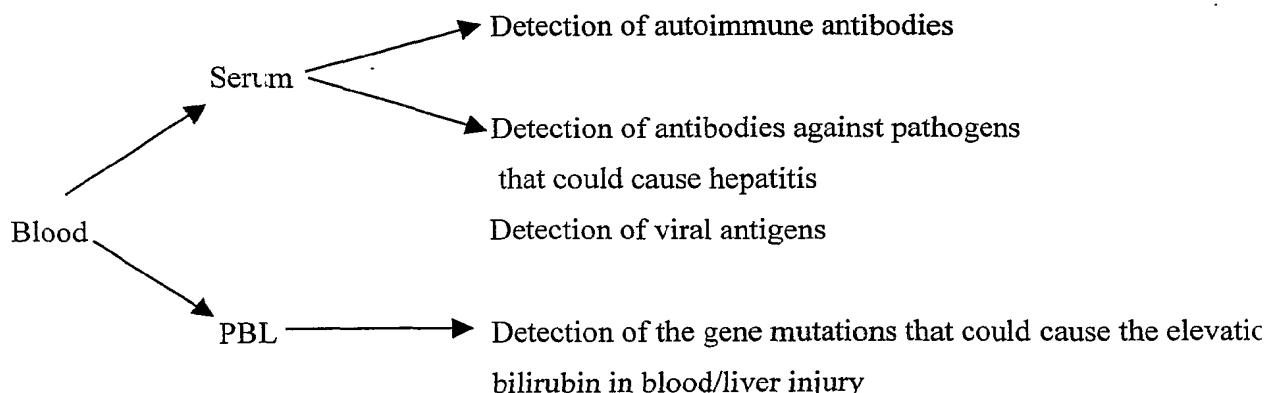 Detection of autoimmune antibodies
Serum
Detection of antibodies against pathogens
that could cause hepatitis
Blood
Detection of viral antigens
PBL
Detection of the gene mutations that could cause the elevatio
bilirubin in blood/liver injury